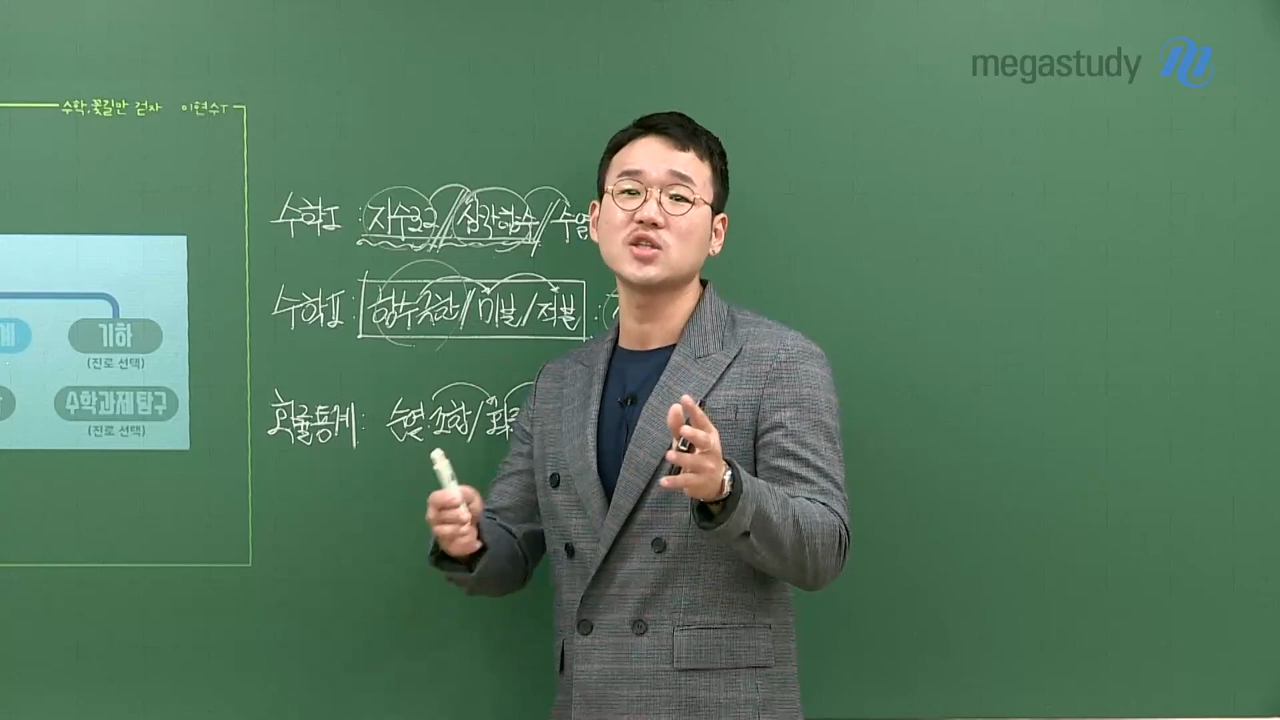 megastudy
수학,꽃길만 걷자 이현수T
수학I : 지수로그 / 삼각함수 / 수열
수학II : 함수극한 / 미분 / 적분 :
기하
(진로 선택)
수학과제탐구
(진로 선택)
확률통계 : 순열·조합 /